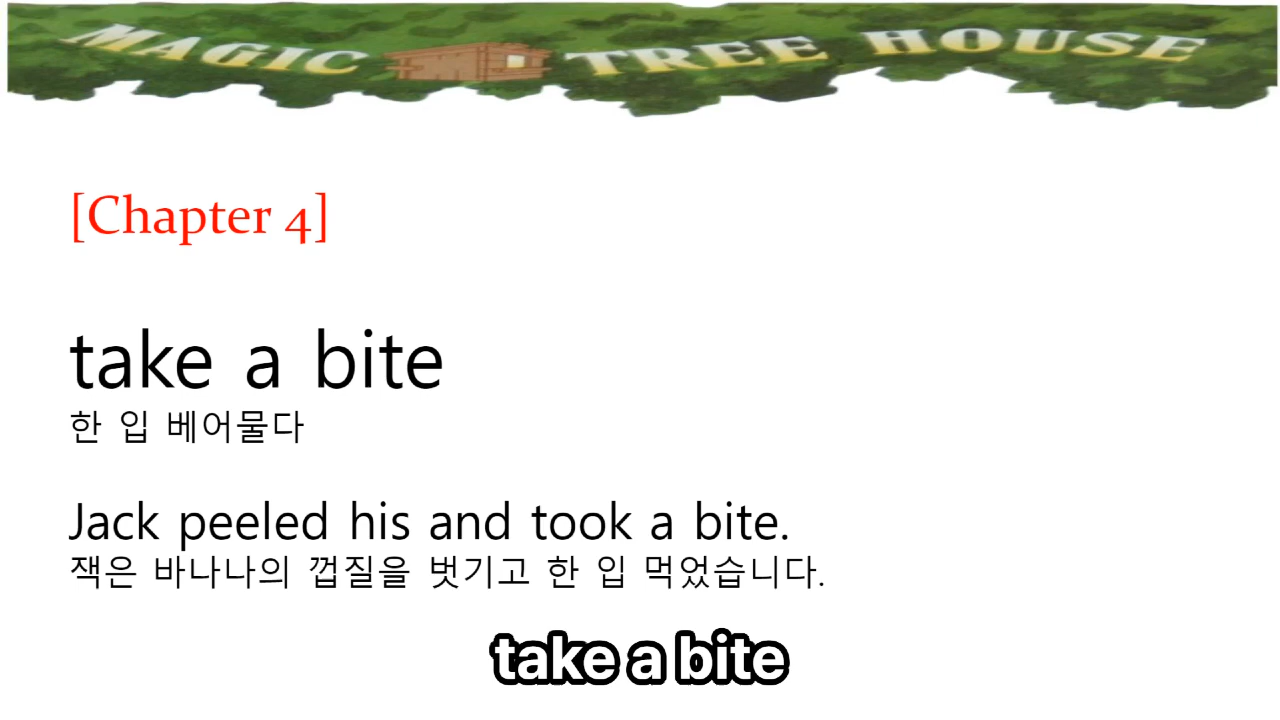 MAGIC TREE HOUSE
[Chapter 4]
take a bite
한 입 베어물다
Jack peeled his and took a bite.
잭은 바나나의 껍질을 벗기고 한 입 먹었습니다.
take a bite